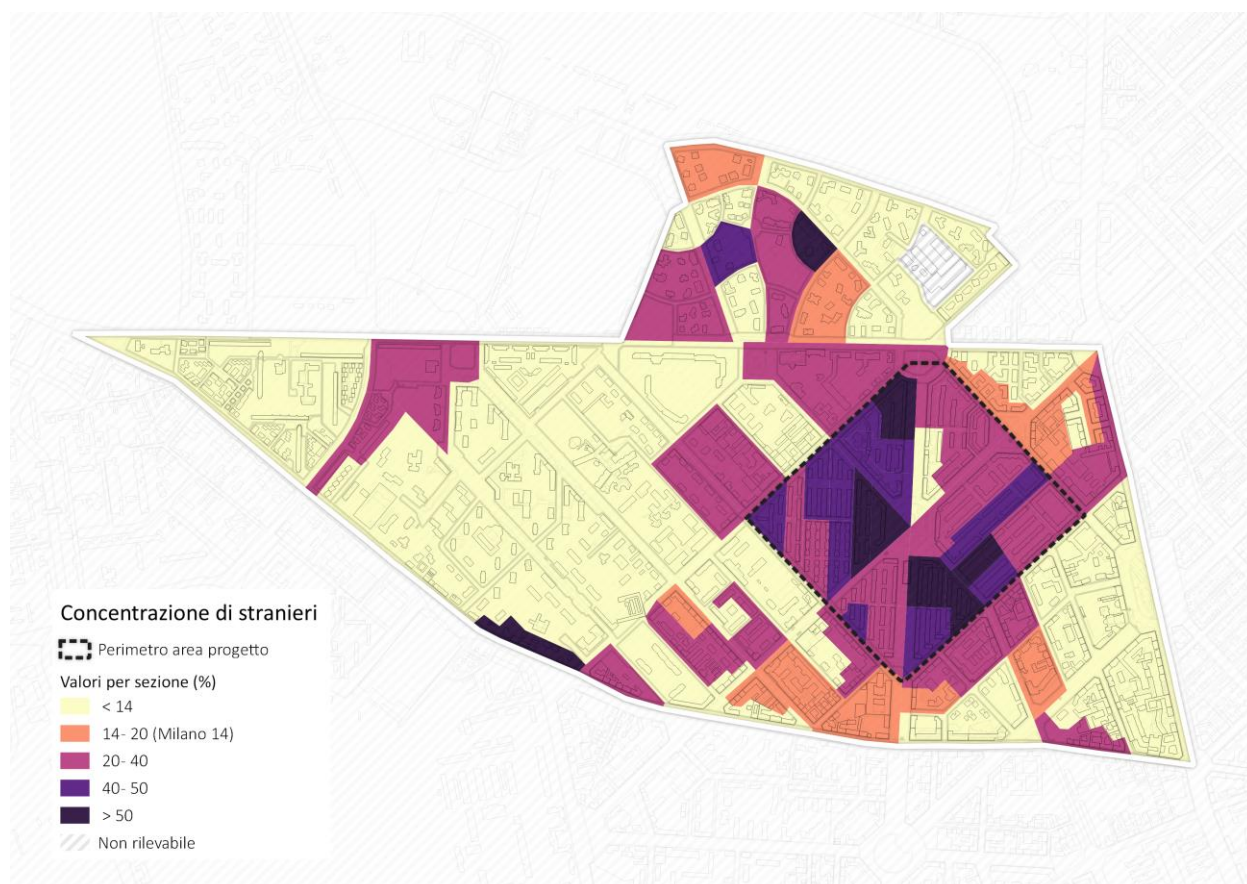 Concentrazione di stranieri
Perimetro area progetto
Valori per sezione (%)
< 14
14- 20 (Milano 14)
20- 40
40- 50
> 50
Non rilevabile